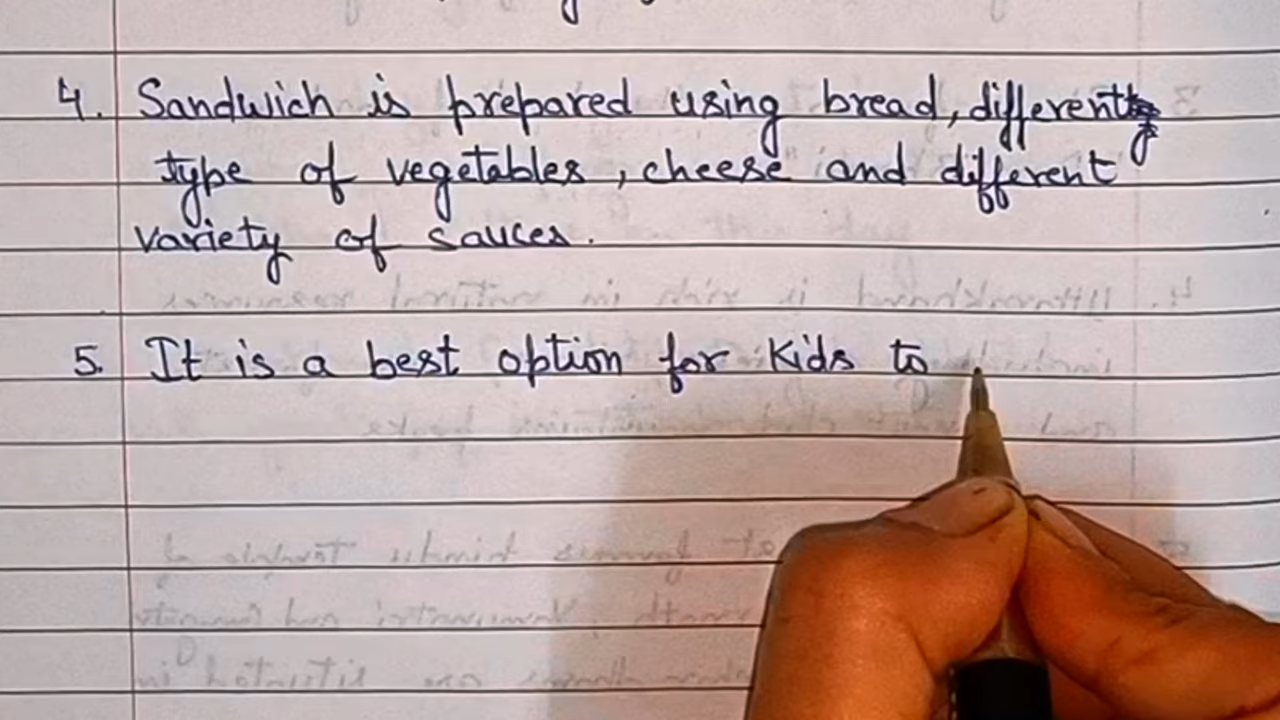 4. Sandwich is prepared using bread, different
type of vegetables, cheese and different
variety of sauces.
5. It is a best option for Kids to